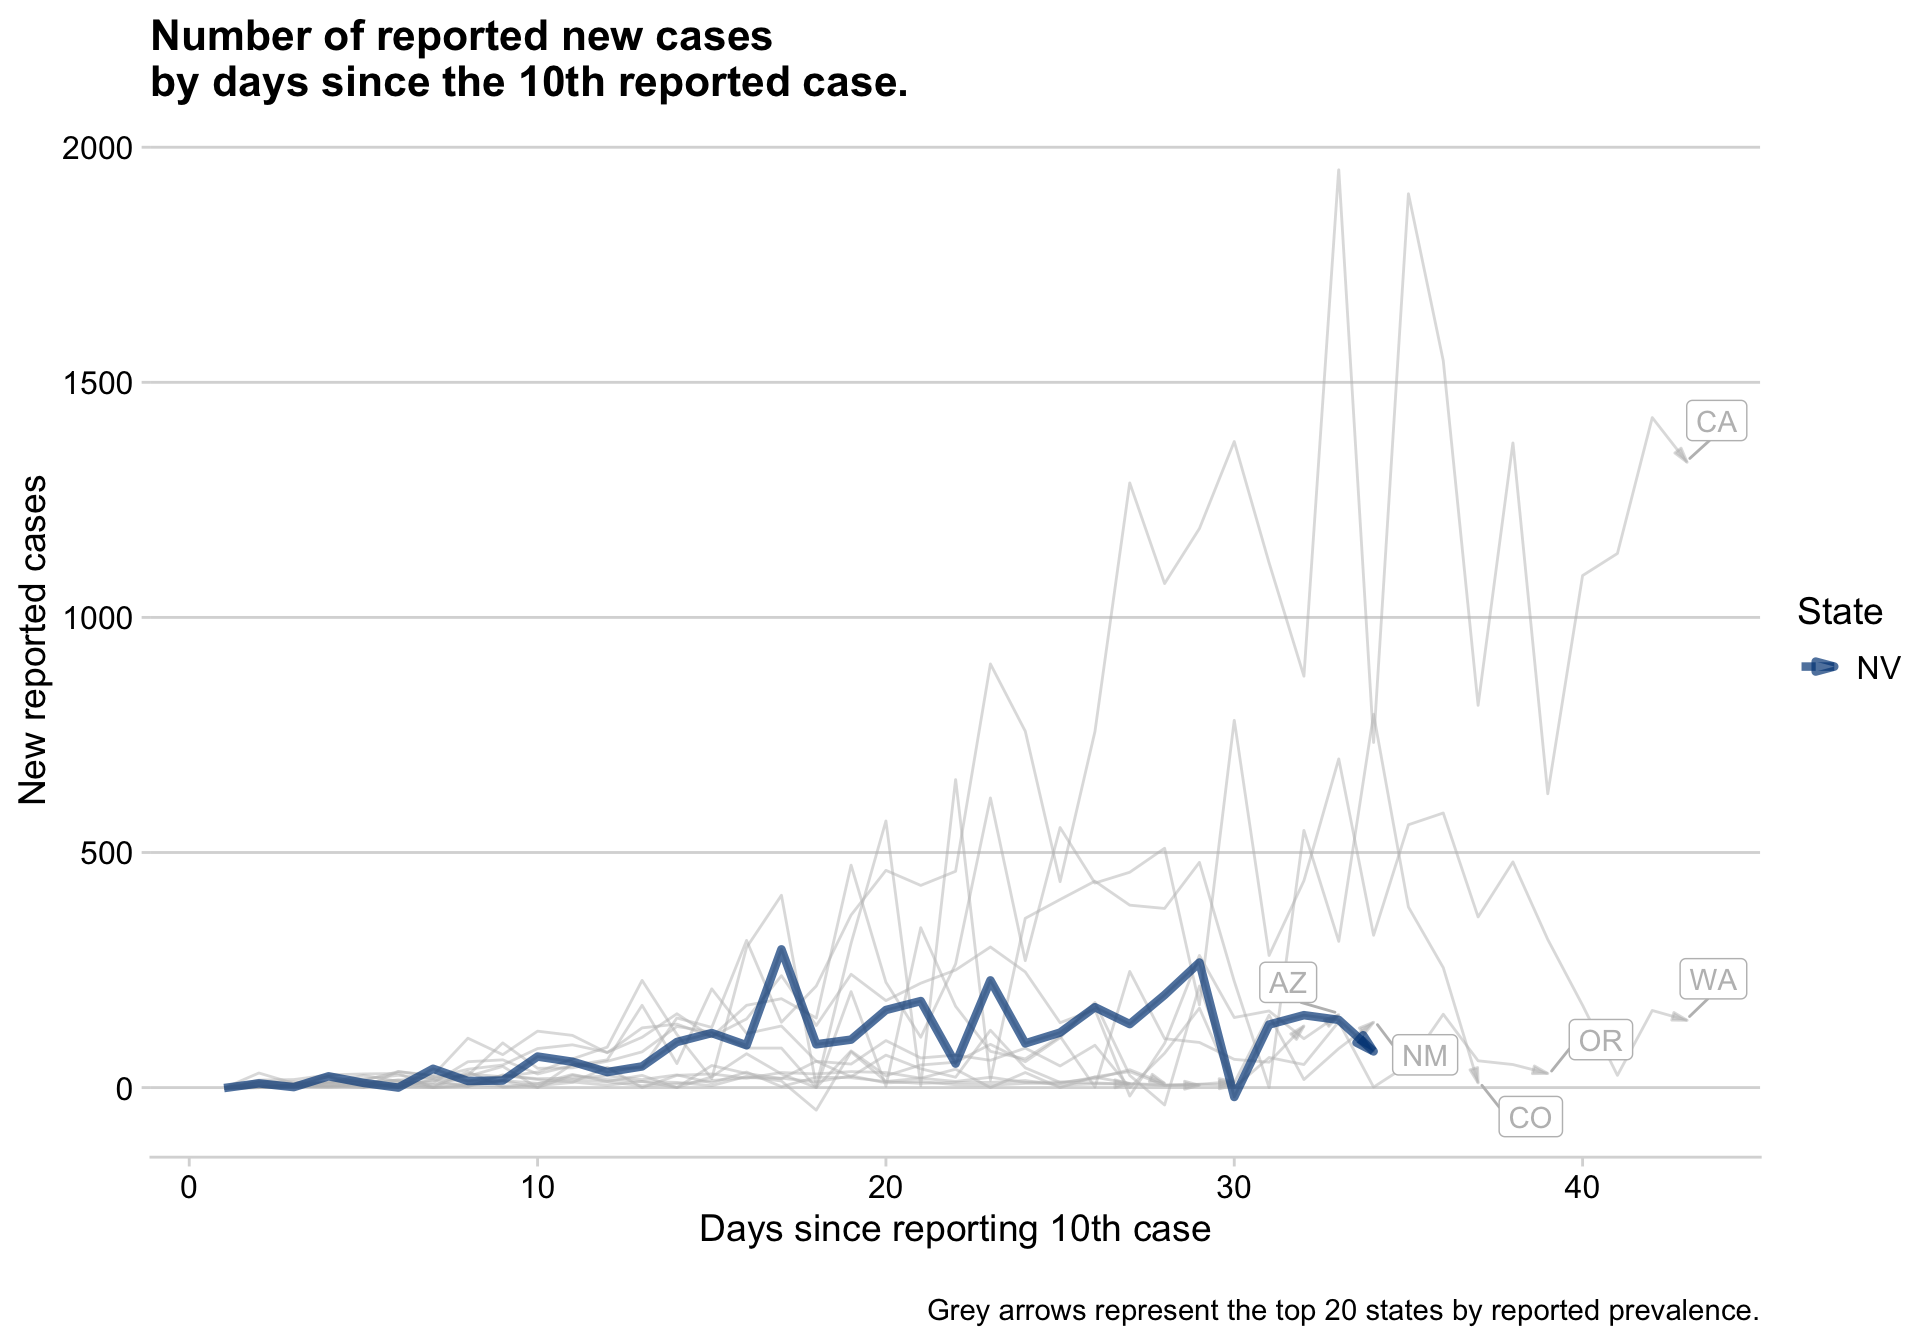 Number of reported new cases
by days since the 10th reported case.
2000
1500
1000
500
0
New reported cases
CA
WA
AZ
OR
NM
CO
State
NV
0
10
20
30
40
Days since reporting 10th case
Grey arrows represent the top 20 states by reported prevalence.